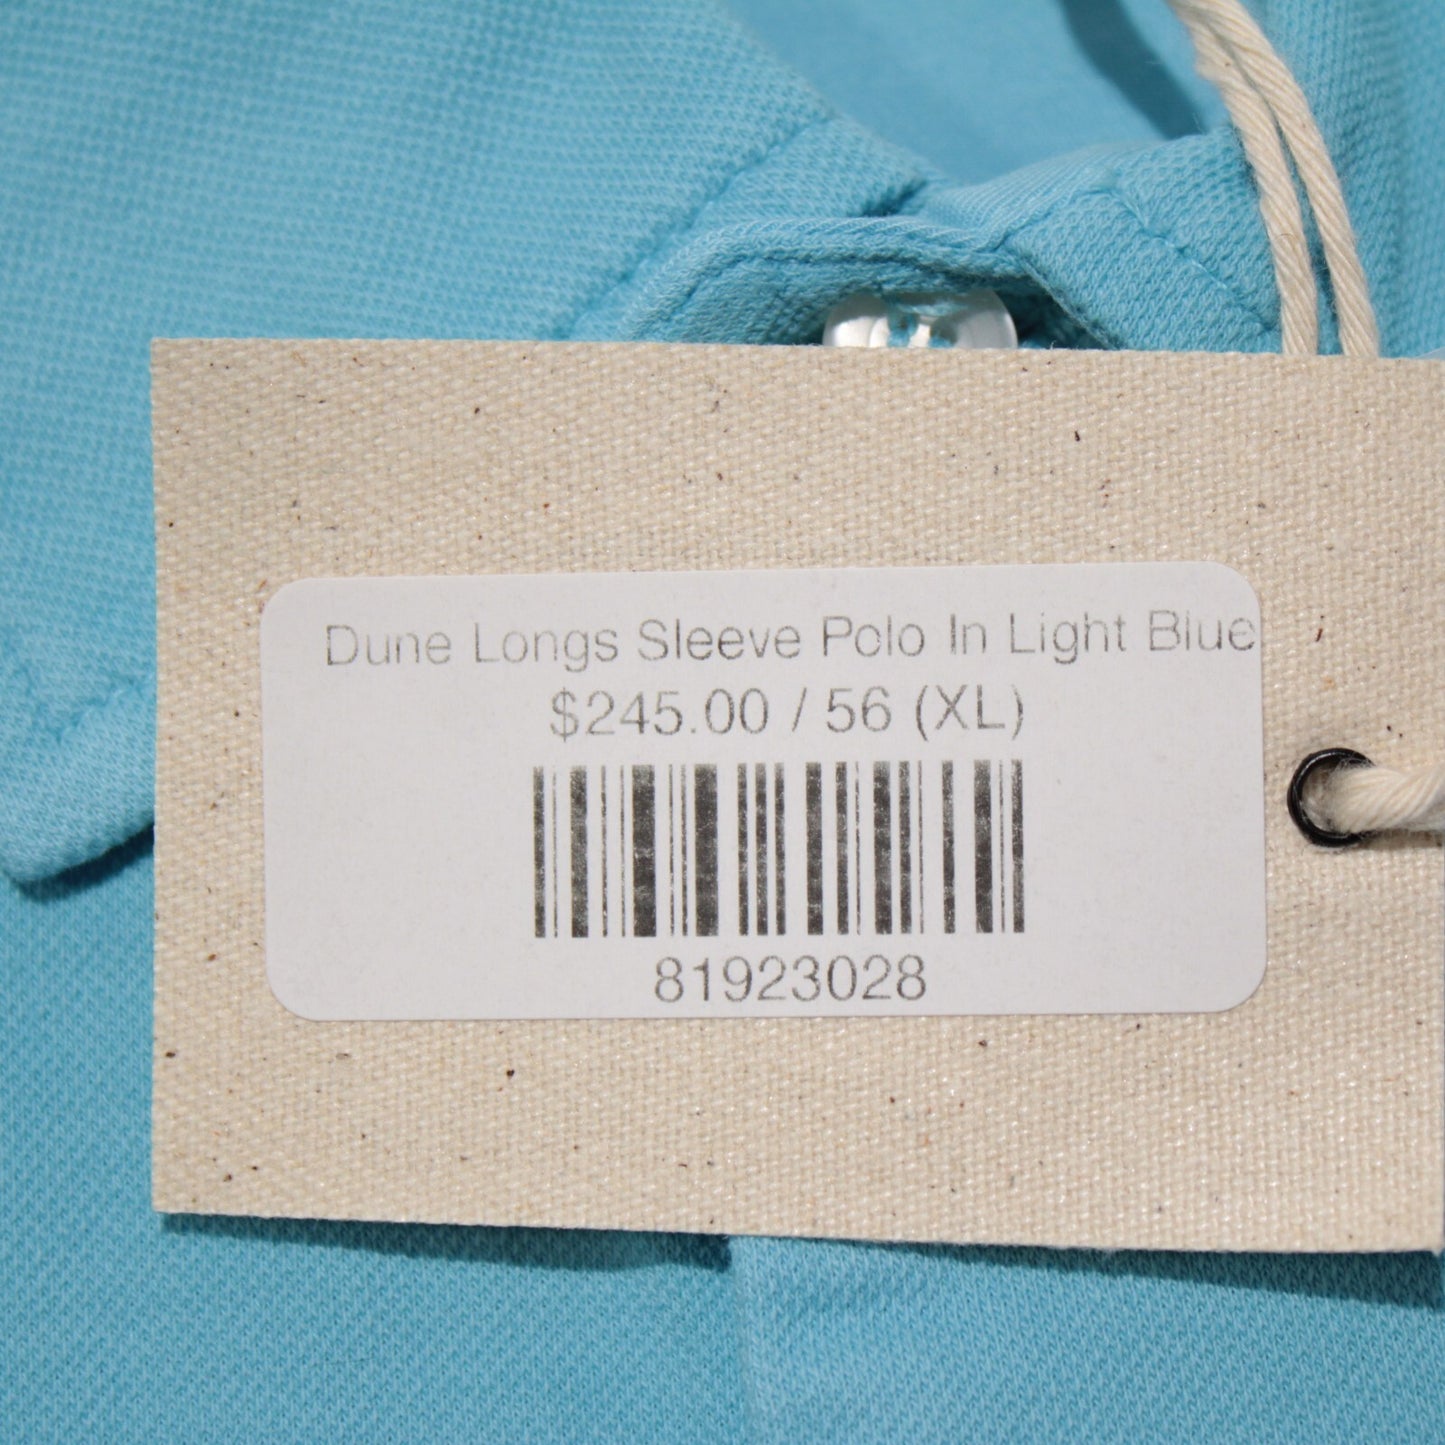 Dune Longs Sleeve Polo In Light Blue
$245.00 / 56 (XL)
81923028